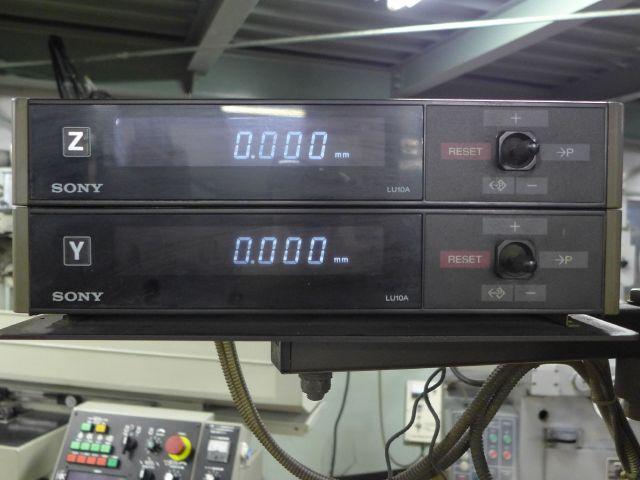 Z
0.000 mm
SONY
LU10A
+
RESET
→P
−
Y
0.000 mm
SONY
LU10A
+
RESET
→P
−